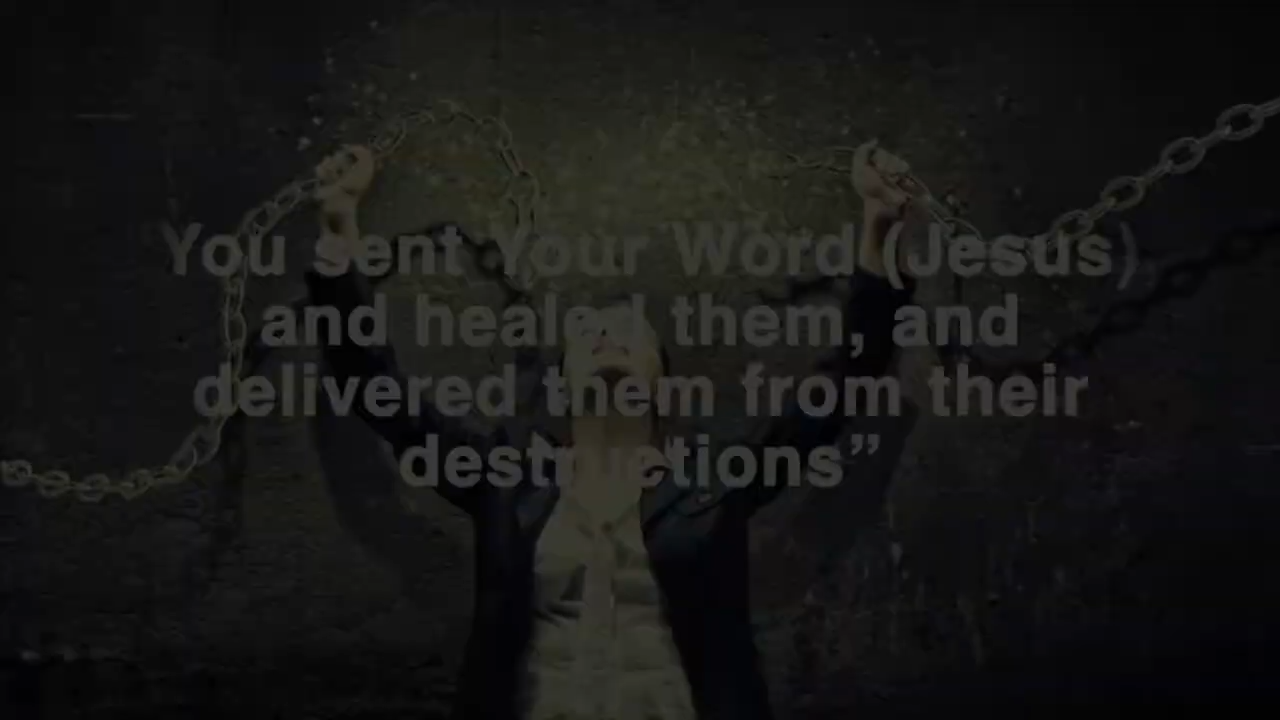 You sent Your Word (Jesus)
and healed them, and
delivered them from their
destructions”